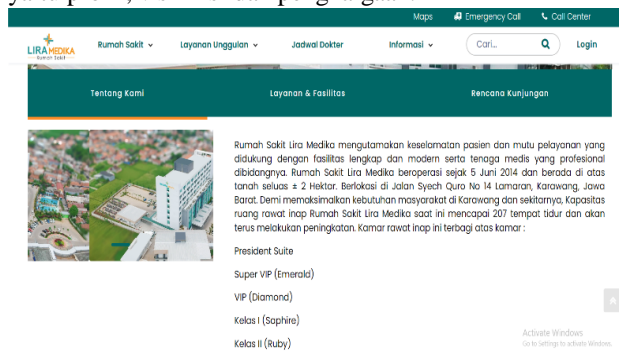 Maps Emergency Call Call Center
LIRA MEDIKA
Rumah Sakit
Rumah Sakit Layanan Unggulan Jadwal Dokter Informasi Cari... Login
Tentang Kami Layanan & Fasilitas Rencana Kunjungan
Rumah Sakit Lira Medika mengutamakan keselamatan pasien dan mutu pelayanan yang
didukung dengan fasilitas lengkap dan modern serta tenaga medis yang profesional
dibidangnya. Rumah Sakit Lira Medika beroperasi sejak 5 Juni 2014 dan berada di atas
tanah seluas ± 2 Hektar. Berlokasi di Jalan Syech Quro No 14 Lamaran, Karawang, Jawa
Barat. Demi memaksimalkan kebutuhan masyarakat di Karawang dan sekitarnya, Kapasitas
ruang rawat inap Rumah Sakit Lira Medika saat ini mencapai 207 tempat tidur dan akan
terus melakukan peningkatan. Kamar rawat inap ini terbagi atas kamar :
President Suite
Super VIP (Emerald)
VIP (Diamond)
Kelas I (Saphire)
Kelas II (Ruby)
Activate Windows
Go to Settings to activate Windows.